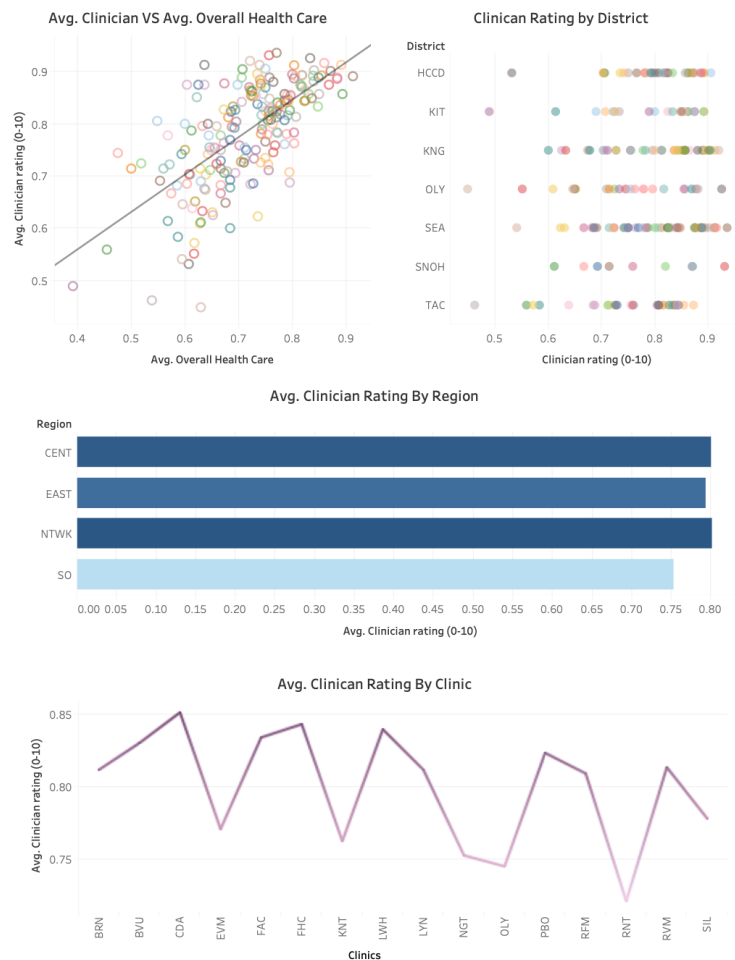 Avg. Clinician VS Avg. Overall Health Care
Avg. Clinician rating (0-10)
0.9
0.8
0.7
0.6
0.5
0.4 0.5 0.6 0.7 0.8 0.9
Avg. Overall Health Care
Clinican Rating by District
District
HCCD
KIT
KNG
OLY
SEA
SNOH
TAC
0.5 0.6 0.7 0.8 0.9
Clinician rating (0-10)
Avg. Clinician Rating By Region
Region
CENT
EAST
NTWK
SO
0.00 0.05 0.10 0.15 0.20 0.25 0.30 0.35 0.40 0.45 0.50 0.55 0.60 0.65 0.70 0.75 0.80
Avg. Clinician rating (0-10)
Avg. Clinican Rating By Clinic
Avg. Clinician rating (0-10)
0.85
0.80
0.75
BRN BVU CDA EVM FAC FHC KNT LWH LYN NGT OLY PBO RFM RNT RVM SIL
Clinics